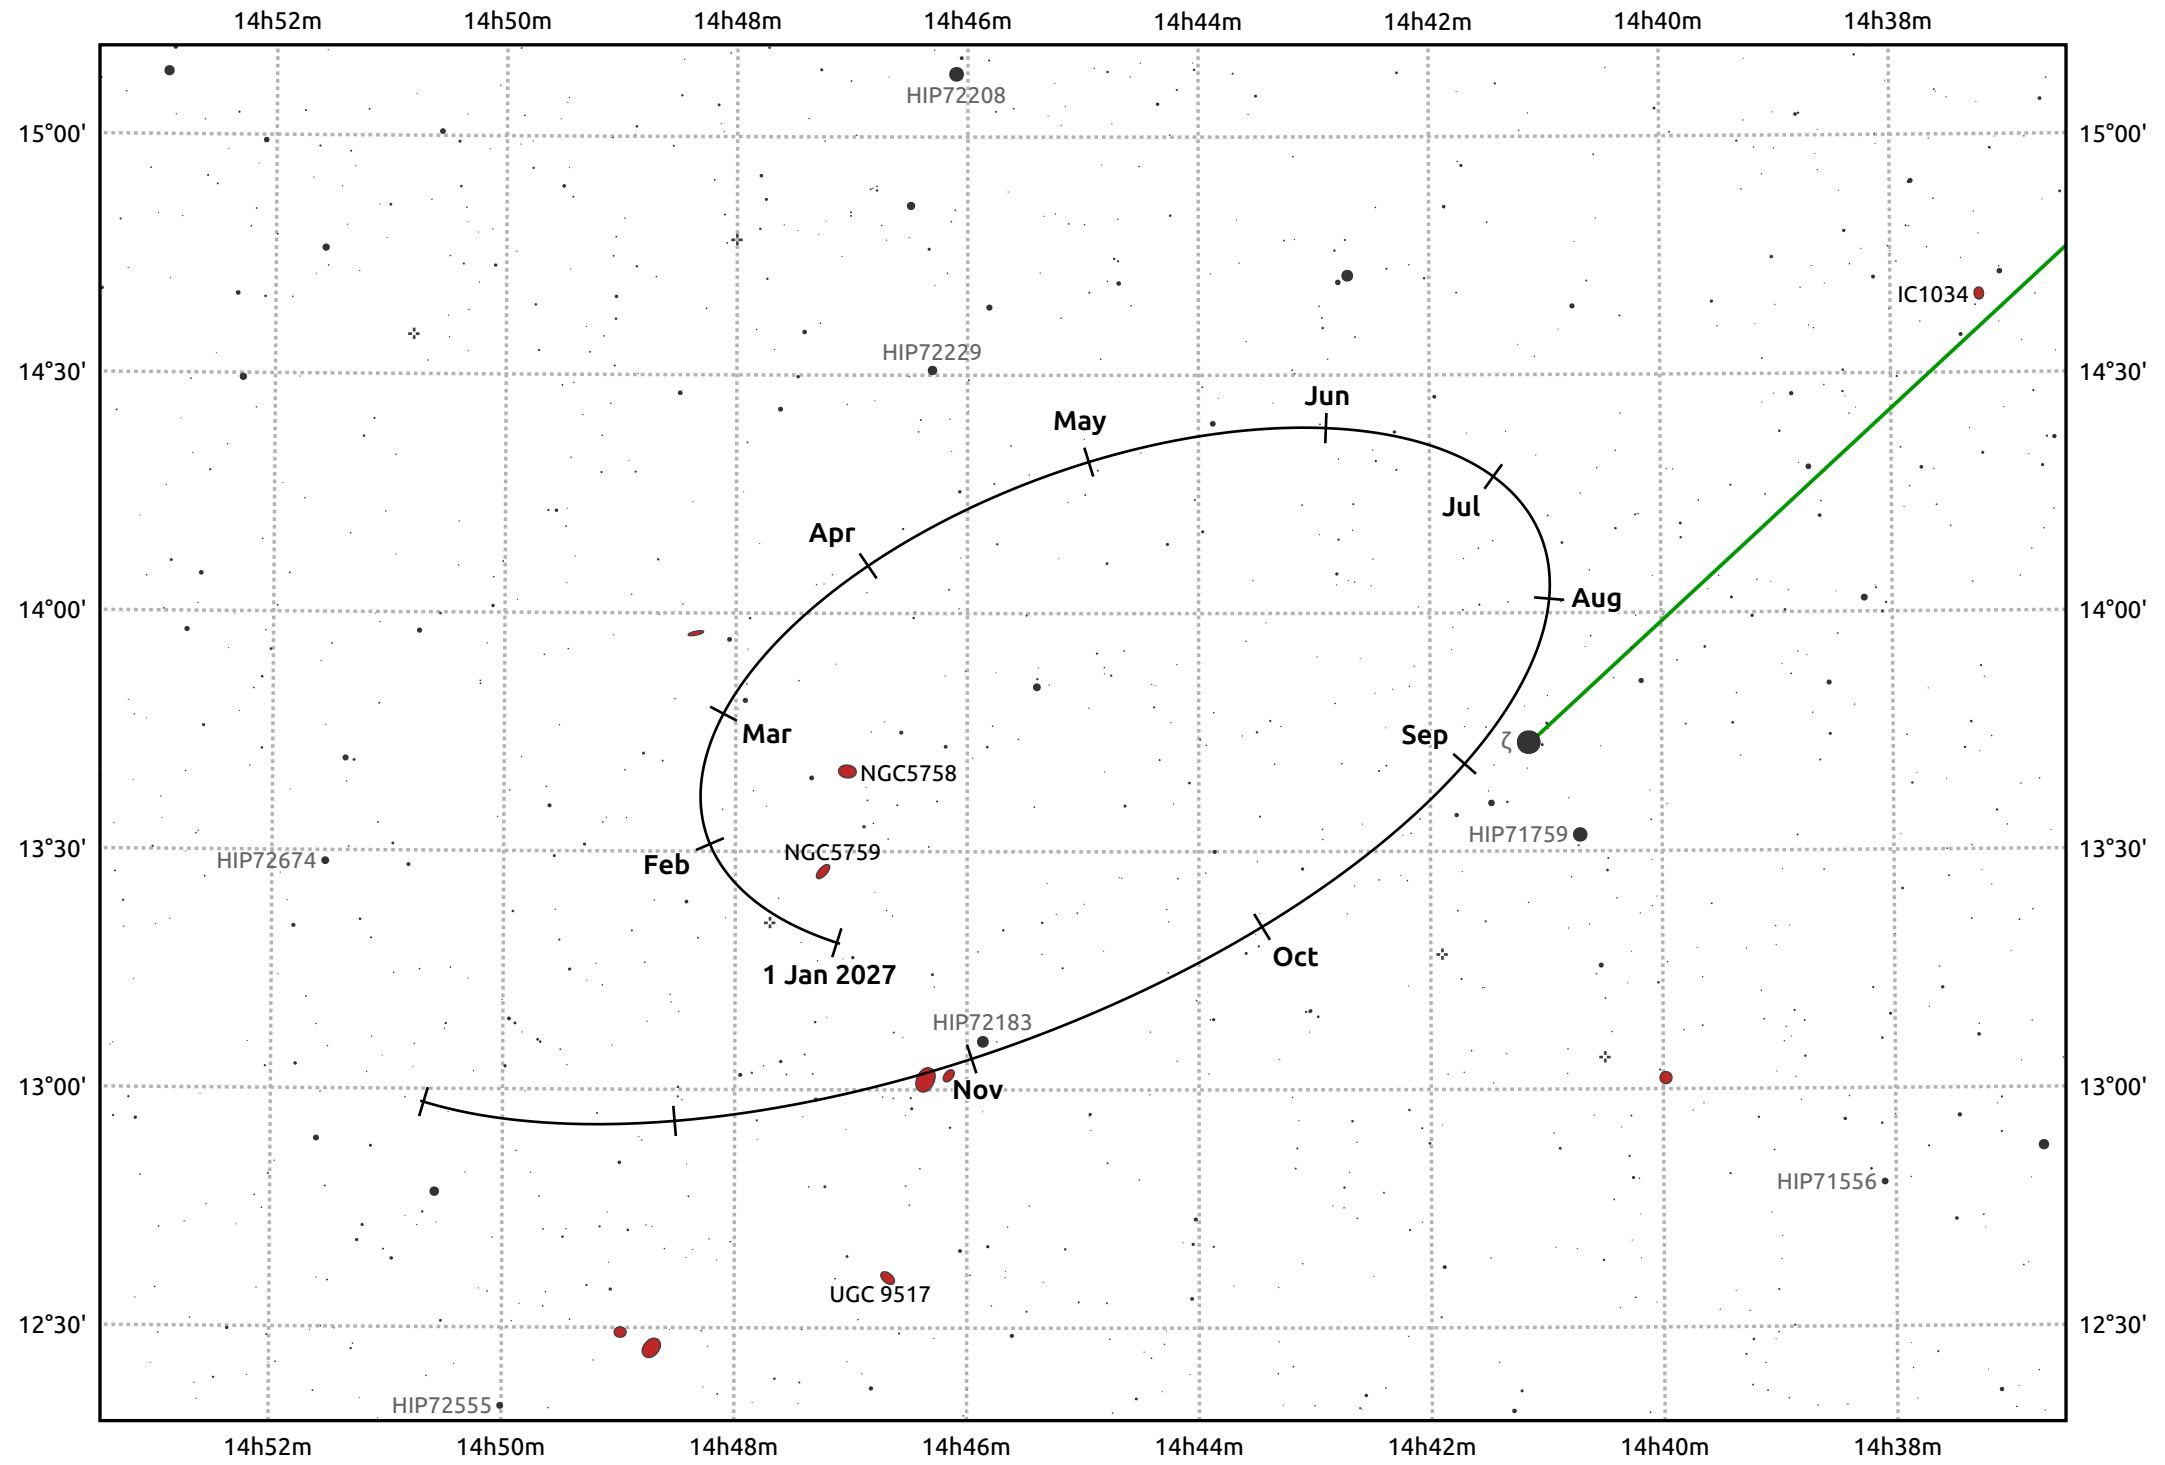 14h52m 14h50m 14h48m 14h46m 14h44m 14h42m 14h40m 14h38m
HIP72208
15°00' 15°00'
IC1034
HIP72229
14°30' 14°30'
Jun
May
Jul
Apr
Aug
14°00' 14°00'
Mar
Sep ζ
NGC5758
HIP71759
13°30' 13°30'
NGC5759
HIP72674
Feb
Oct
1 Jan 2027
HIP72183
13°00' 13°00'
Nov
HIP71556
UGC 9517
12°30' 12°30'
HIP72555
14h52m 14h50m 14h48m 14h46m 14h44m 14h42m 14h40m 14h38m